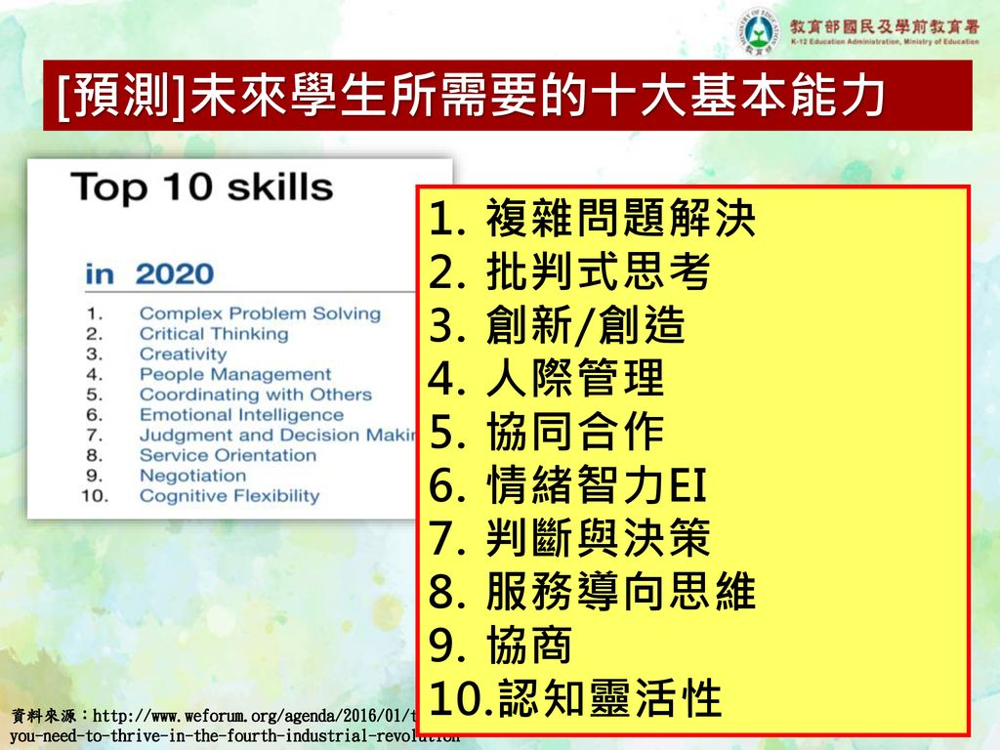 教育部國民及學前教育署
K-12 Education Administration, Ministry of Education
MINISTRY OF EDUCATION
[預測]未來學生所需要的十大基本能力
Top 10 skills
in 2020
1. Complex Problem Solving
2. Critical Thinking
3. Creativity
4. People Management
5. Coordinating with Others
6. Emotional Intelligence
7. Judgment and Decision Makin
8. Service Orientation
9. Negotiation
10. Cognitive Flexibility
1. 複雜問題解決
2. 批判式思考
3. 創新/創造
4. 人際管理
5. 協同合作
6. 情緒智力EI
7. 判斷與決策
8. 服務導向思維
9. 協商
10.認知靈活性
資料來源：http://www.weforum.org/agenda/2016/01/t
you-need-to-thrive-in-the-fourth-industrial-revolution